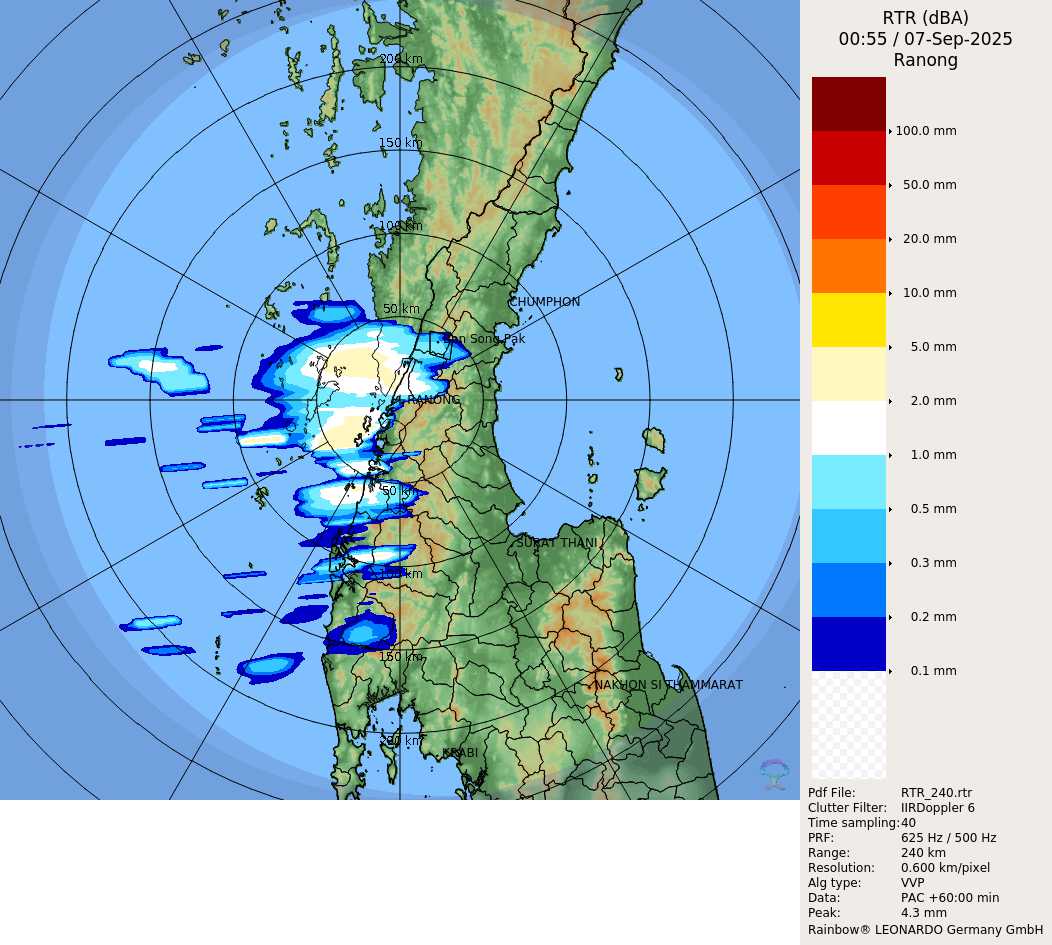 RTR (dBA)
00:55 / 07-Sep-2025
Ranong
200 km
150 km
100 km
50 km
CHUMPHON
Ban Song Pak
RANONG
50 km
SURAT THANI
100 km
150 km
NAKHON SI THAMMARAT
200 km
KRABI
100.0 mm
50.0 mm
20.0 mm
10.0 mm
5.0 mm
2.0 mm
1.0 mm
0.5 mm
0.3 mm
0.2 mm
0.1 mm
Pdf File: RTR_240.rtr
Clutter Filter: IIRDoppler 6
Time sampling:40
PRF: 625 Hz / 500 Hz
Range: 240 km
Resolution: 0.600 km/pixel
Alg type: VVP
Data: PAC +60:00 min
Peak: 4.3 mm
Rainbow® LEONARDO Germany GmbH